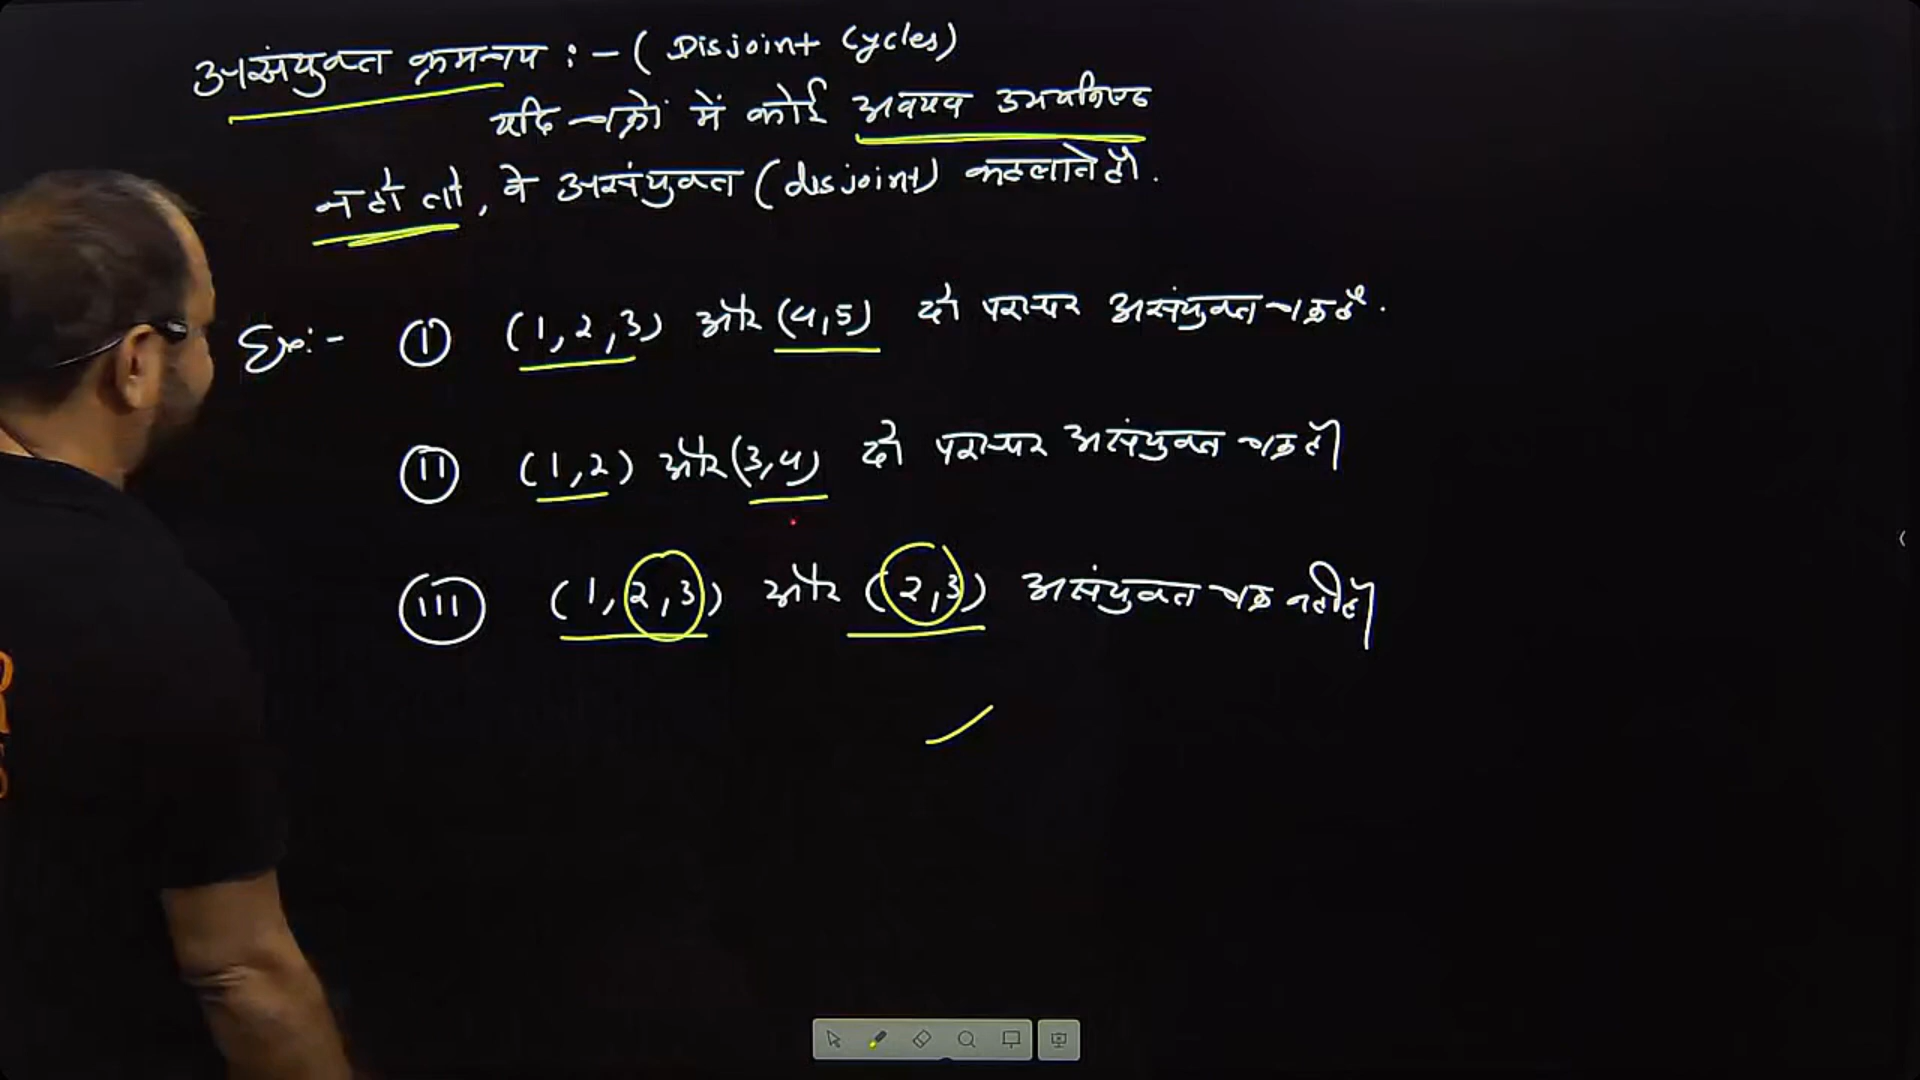 असंयुक्त क्रमचय :- (Disjoint Cycles)
यदि चक्रों में कोई अवयव उभयनिष्ठ
न हो तो, वे असंयुक्त (disjoint) कहलाते हैं.
Ex:- (I) (1,2,3) और (4,5) दो परस्पर असंयुक्त चक्र है.
(II) (1,2) और (3,4) दो परस्पर असंयुक्त चक्र है
(III) (1,2,3) और (2,3) असंयुक्त चक्र नहीं है